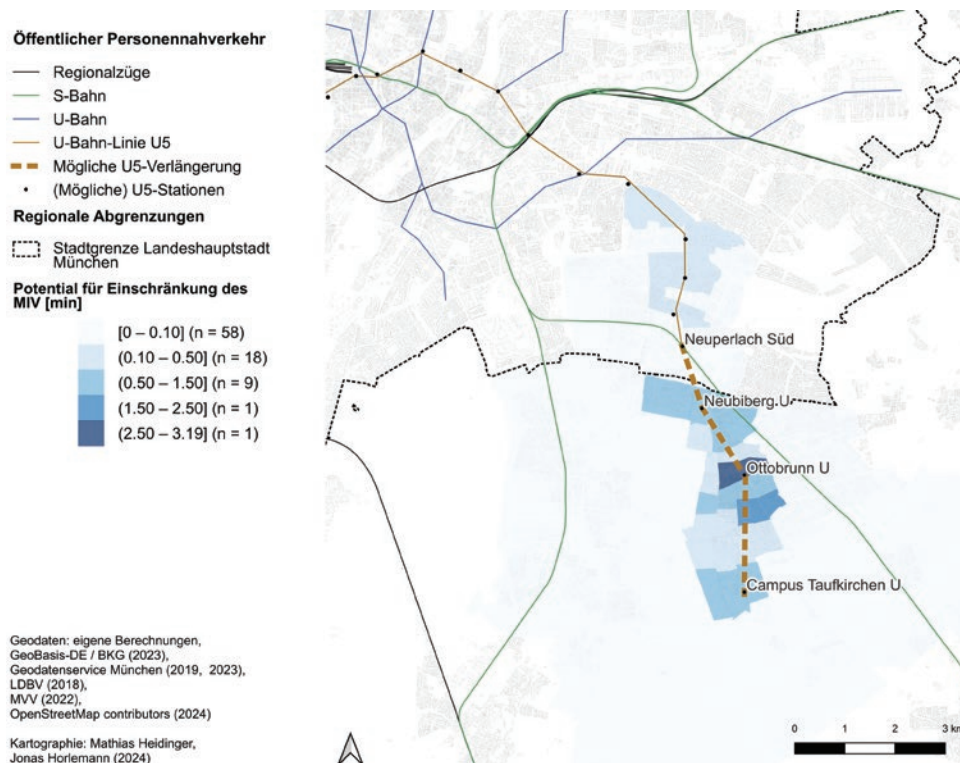 Öffentlicher Personennahverkehr
Regionalzüge
S-Bahn
U-Bahn
U-Bahn-Linie U5
Mögliche U5-Verlängerung
(Mögliche) U5-Stationen
Regionale Abgrenzungen
Stadtgrenze Landeshauptstadt
München
Potential für Einschränkung des
MIV [min]
[0 – 0.10] (n = 58)
(0.10 – 0.50] (n = 18)
(0.50 – 1.50] (n = 9)
(1.50 – 2.50] (n = 1)
(2.50 – 3.19] (n = 1)
Geodaten: eigene Berechnungen,
GeoBasis-DE / BKG (2023),
Geodatenservice München (2019, 2023),
LDBV (2018),
MVV (2022),
OpenStreetMap contributors (2024)
Kartographie: Mathias Heidinger,
Jonas Horlemann (2024)
Neuperlach Süd
Neubiberg U
Ottobrunn U
Campus Taufkirchen U
0 1 2 3 km